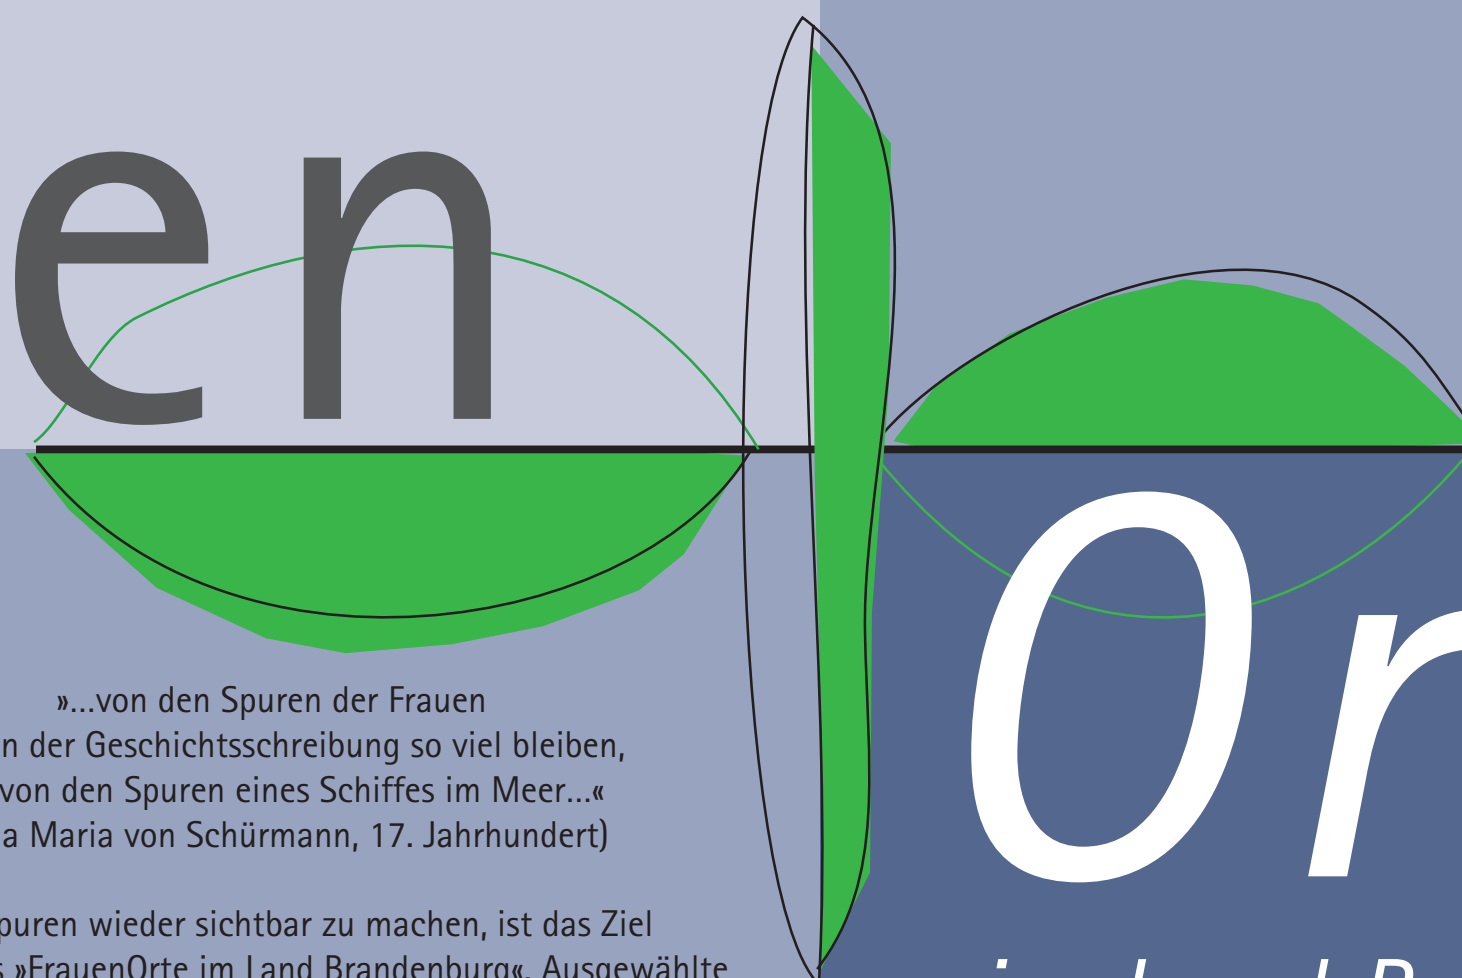 en
Or
»...von den Spuren der Frauen
n der Geschichtsschreibung so viel bleiben,
von den Spuren eines Schiffes im Meer...«
a Maria von Schürmann, 17. Jahrhundert)
puren wieder sichtbar zu machen, ist das Ziel
s »FrauenOrte im Land Brandenburg«. Ausgewählte